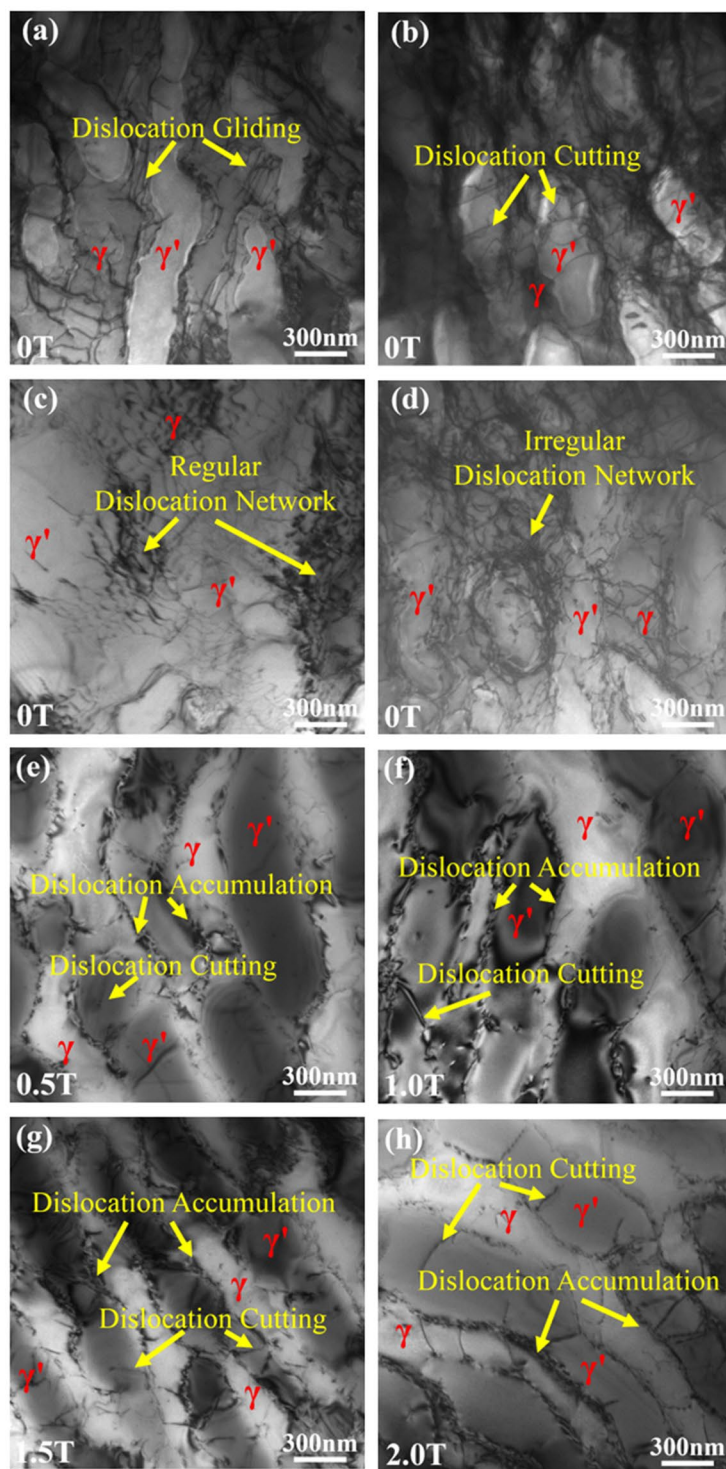 (a)
Dislocation Gliding
γ
γ'
γ'
0T
300nm
(b)
Dislocation Cutting
γ'
γ'
γ
0T
300nm
(c)
γ
Regular
Dislocation Network
γ'
γ'
0T
300nm
(d)
Irregular
Dislocation Network
γ'
γ'
γ
0T
300nm
(e)
γ
γ'
Dislocation Accumulation
Dislocation Cutting
γ
γ'
0.5T
300nm
(f)
γ
γ'
Dislocation Accumulation
γ'
Dislocation Cutting
1.0T
300nm
(g)
Dislocation Accumulation
γ'
γ
Dislocation Cutting
γ'
γ
1.5T
300nm
(h)
Dislocation Cutting
γ
γ'
Dislocation Accumulation
γ
γ'
2.0T
300nm